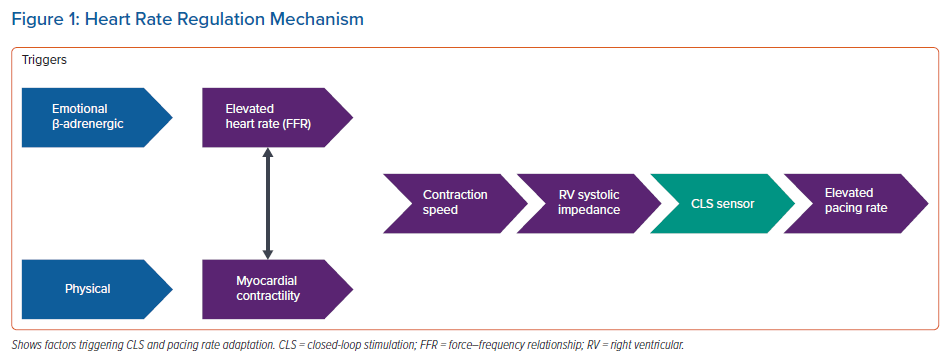 Figure 1: Heart Rate Regulation Mechanism
Triggers
Emotional
β-adrenergic
Elevated
heart rate (FFR)
Contraction
speed
RV systolic
impedance
CLS sensor
Elevated
pacing rate
Physical
Myocardial
contractility
Shows factors triggering CLS and pacing rate adaptation. CLS = closed-loop stimulation; FFR = force–frequency relationship; RV = right ventricular.